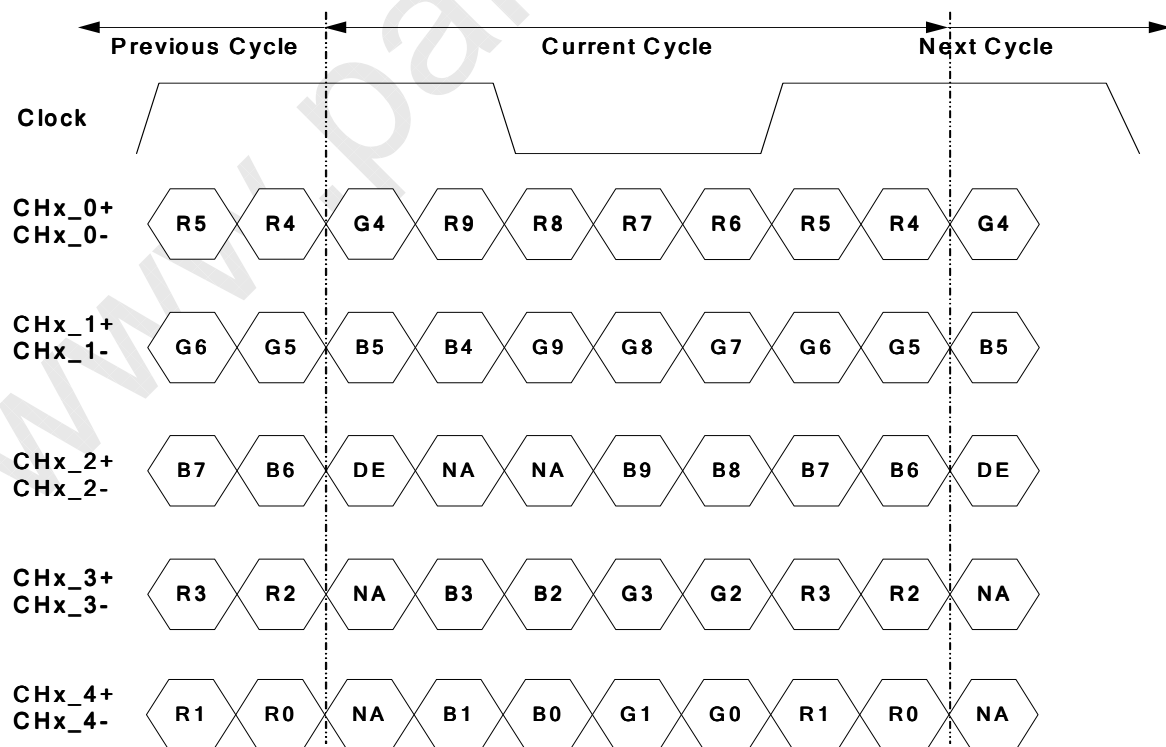 Previous Cycle Current Cycle Next Cycle
Clock
CHx_0+
CHx_0-
R5 R4 G4 R9 R8 R7 R6 R5 R4 G4
CHx_1+
CHx_1-
G6 G5 B5 B4 G9 G8 G7 G6 G5 B5
CHx_2+
CHx_2-
B7 B6 DE NA NA B9 B8 B7 B6 DE
CHx_3+
CHx_3-
R3 R2 NA B3 B2 G3 G2 R3 R2 NA
CHx_4+
CHx_4-
R1 R0 NA B1 B0 G1 G0 R1 R0 NA
www.pa